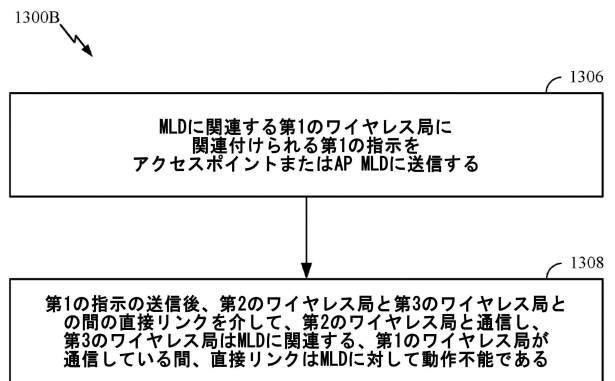 1300B
1306
MLDに関連する第1のワイヤレス局に
関連付けられる第1の指示を
アクセスポイントまたはAP MLDに送信する
1308
第1の指示の送信後、第2のワイヤレス局と第3のワイヤレス局と
の間の直接リンクを介して、第2のワイヤレス局と通信し、
第3のワイヤレス局はMLDに関連する、第1のワイヤレス局が
通信している間、直接リンクはMLDに対して動作不能である